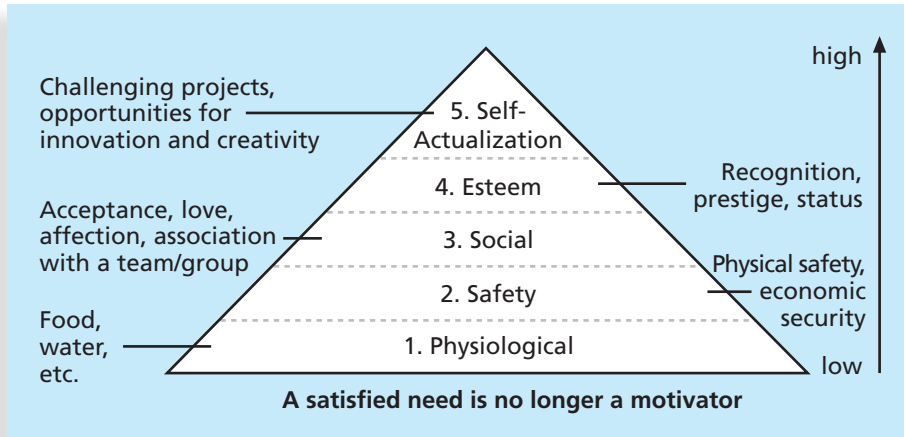 high
Challenging projects,
opportunities for
innovation and creativity
5. Self-
Actualization
Recognition,
prestige, status
4. Esteem
Acceptance, love,
affection, association
with a team/group
3. Social
Physical safety,
economic
security
2. Safety
Food,
water,
etc.
1. Physiological
low
A satisfied need is no longer a motivator